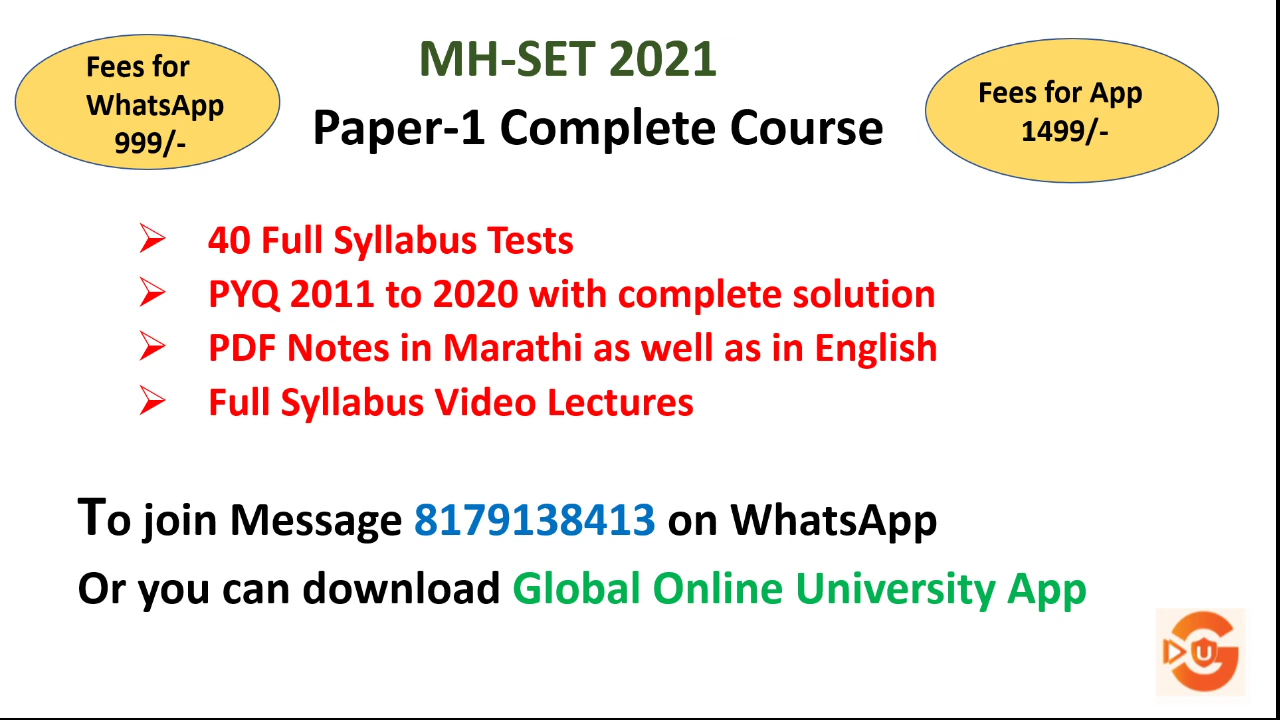 MH-SET 2021
Paper-1 Complete Course
Fees for
WhatsApp
999/-
Fees for App
1499/-
40 Full Syllabus Tests
PYQ 2011 to 2020 with complete solution
PDF Notes in Marathi as well as in English
Full Syllabus Video Lectures
To join Message 8179138413 on WhatsApp
Or you can download Global Online University App
U